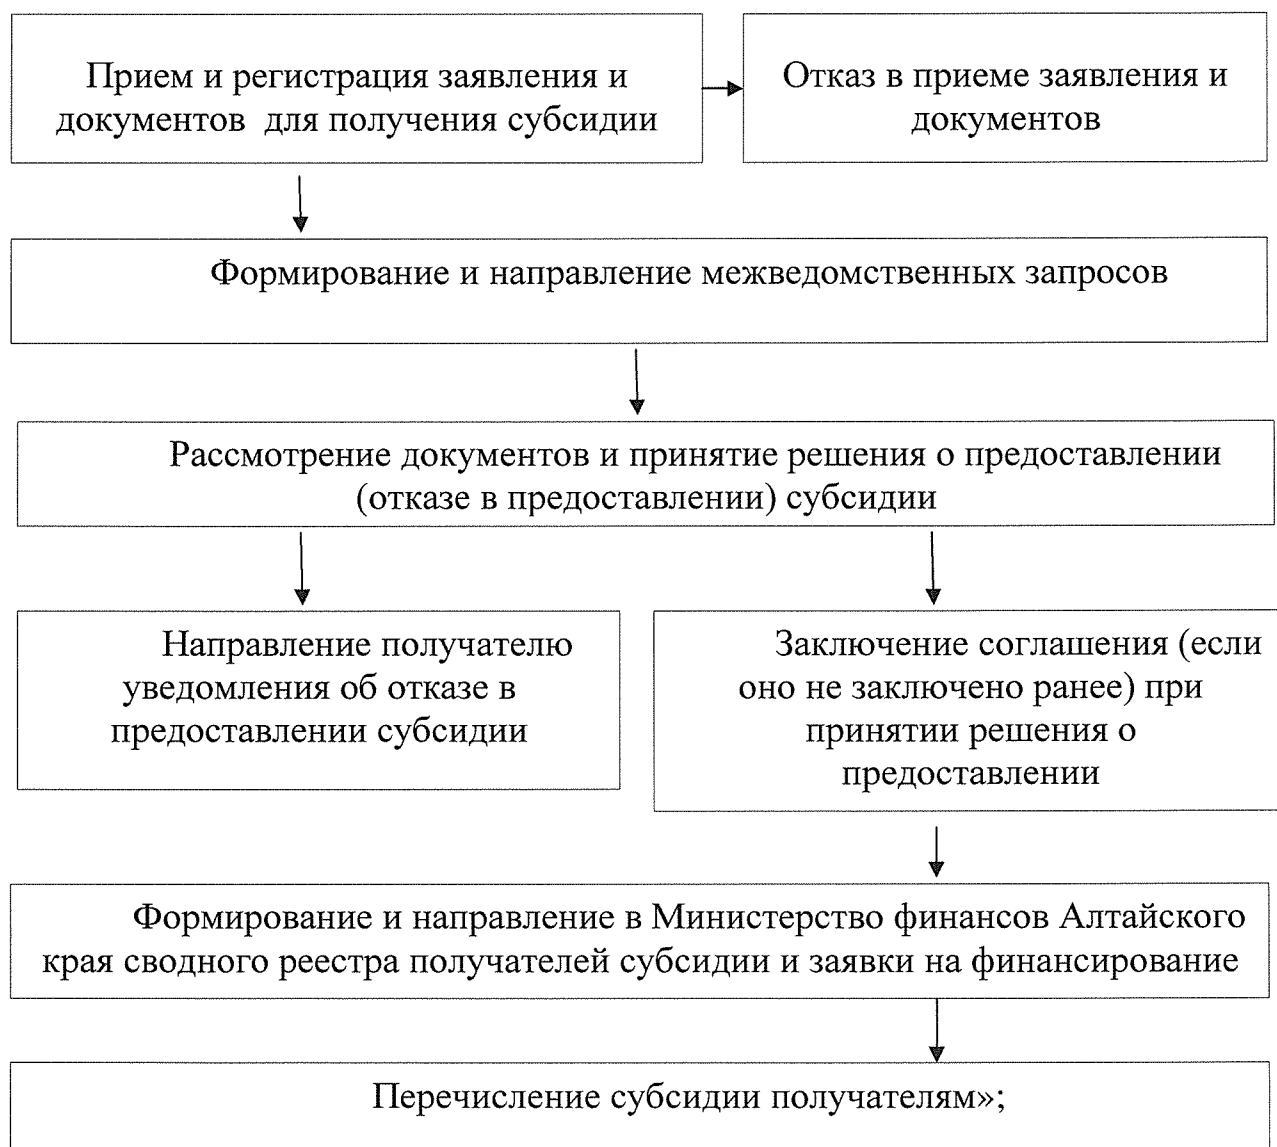 Прием и регистрация заявления и
документов для получения субсидии
Отказ в приеме заявления и
документов
Формирование и направление межведомственных запросов
Рассмотрение документов и принятие решения о предоставлении
(отказе в предоставлении) субсидии
Направление получателю
уведомления об отказе в
предоставлении субсидии
Заключение соглашения (если
оно не заключено ранее) при
принятии решения о
предоставлении
Формирование и направление в Министерство финансов Алтайского
края сводного реестра получателей субсидии и заявки на финансирование
Перечисление субсидии получателям»;